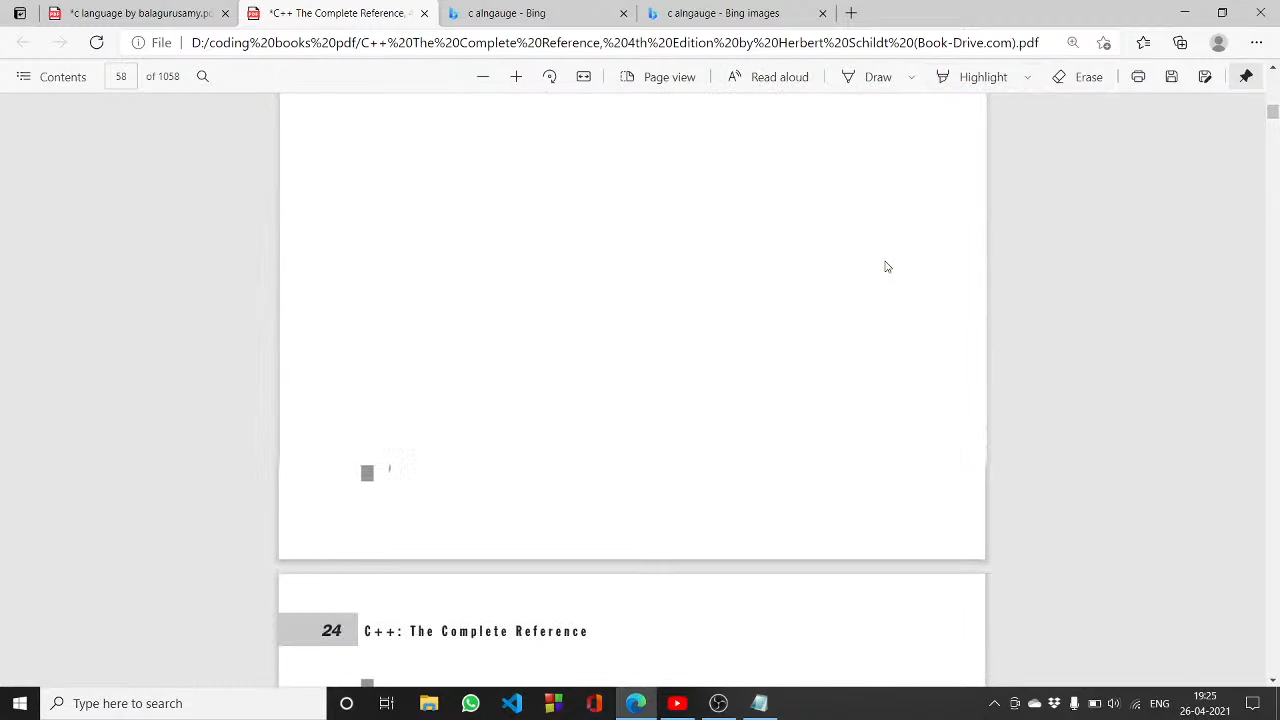 *c language by balagurusamy.pd
*C++ The Complete Reference, 4
c alngauge - Bing
c alngauge - Bing images
File
D:/coding%20books%20pdf/C++%20The%20Complete%20Reference,%204th%20Edition%20by%20Herbert%20Schildt%20(Book-Drive.com).pdf
Contents
58
of 1058
Page view
Read aloud
Draw
Highlight
Erase
24
C++: The Complete Reference
Type here to search
ENG
19:25
26-04-2021